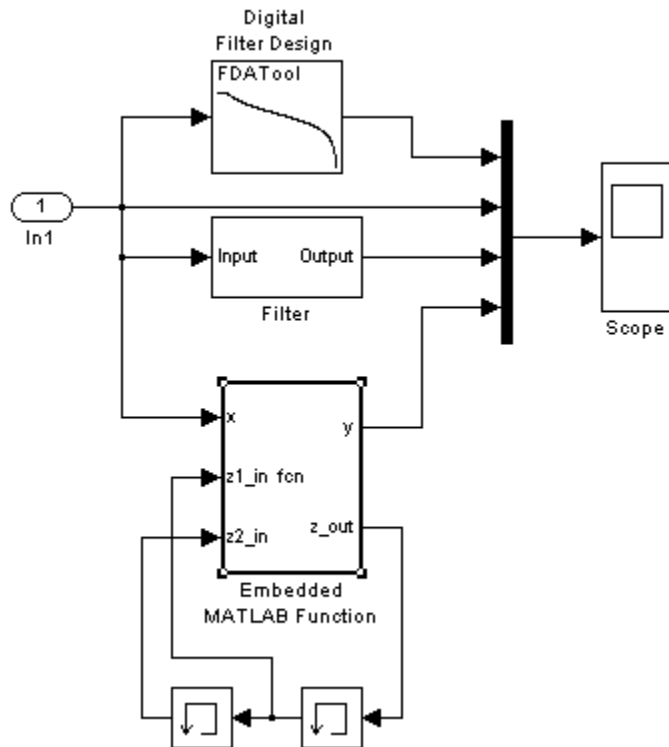 Digital
Filter Design
FDATool
1
In1
Input Output
Filter
Scope
x
y
z1_in fcn
z2_in
z_out
Embedded
MATLAB Function